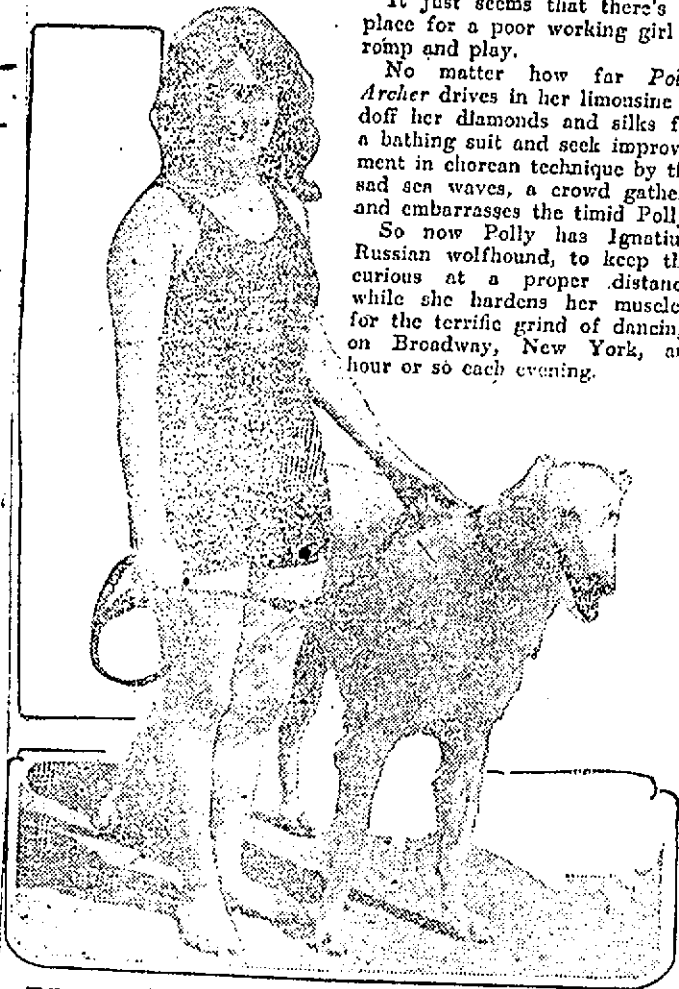 It just seems that there's
place for a poor working girl
romp and play.
No matter how far Pol
Archer drives in her limousine
doff her diamonds and silks f
a bathing suit and seek improv
ment in chorean technique by th
sad sea waves, a crowd gathe
and embarrasses the timid Poll
So now Polly has Ignatiu
Russian wolfhound, to keep th
curious at a proper distanc
while she hardens her muscle
for the terrific grind of dancin
on Broadway, New York, an
hour or so each evening.